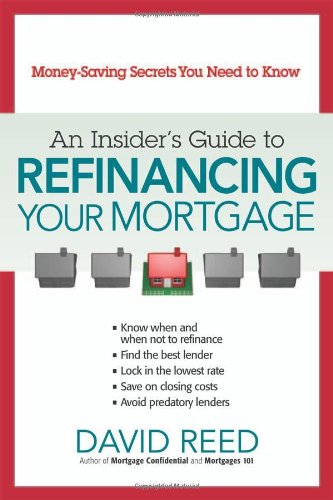 Money-Saving Secrets You Need to Know
An Insider's Guide to
REFINANCING
YOUR MORTGAGE
▪ Know when and
when not to refinance
▪ Find the best lender
▪ Lock in the lowest rate
▪ Save on closing costs
▪ Avoid predatory lenders
DAVID REED
Author of Mortgage Confidential and Mortgages 101